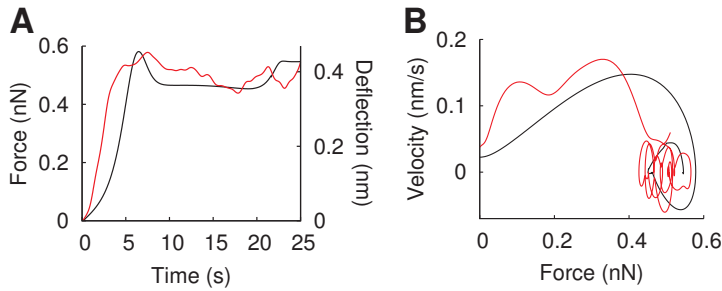 A
0.6
0.4
0.2
0
Force (nN)
0.4
0.2
0
Deflection (nm)
0 5 10 15 20 25
Time (s)
B
0.2
0.1
0
Velocity (nm/s)
0 0.2 0.4 0.6
Force (nN)